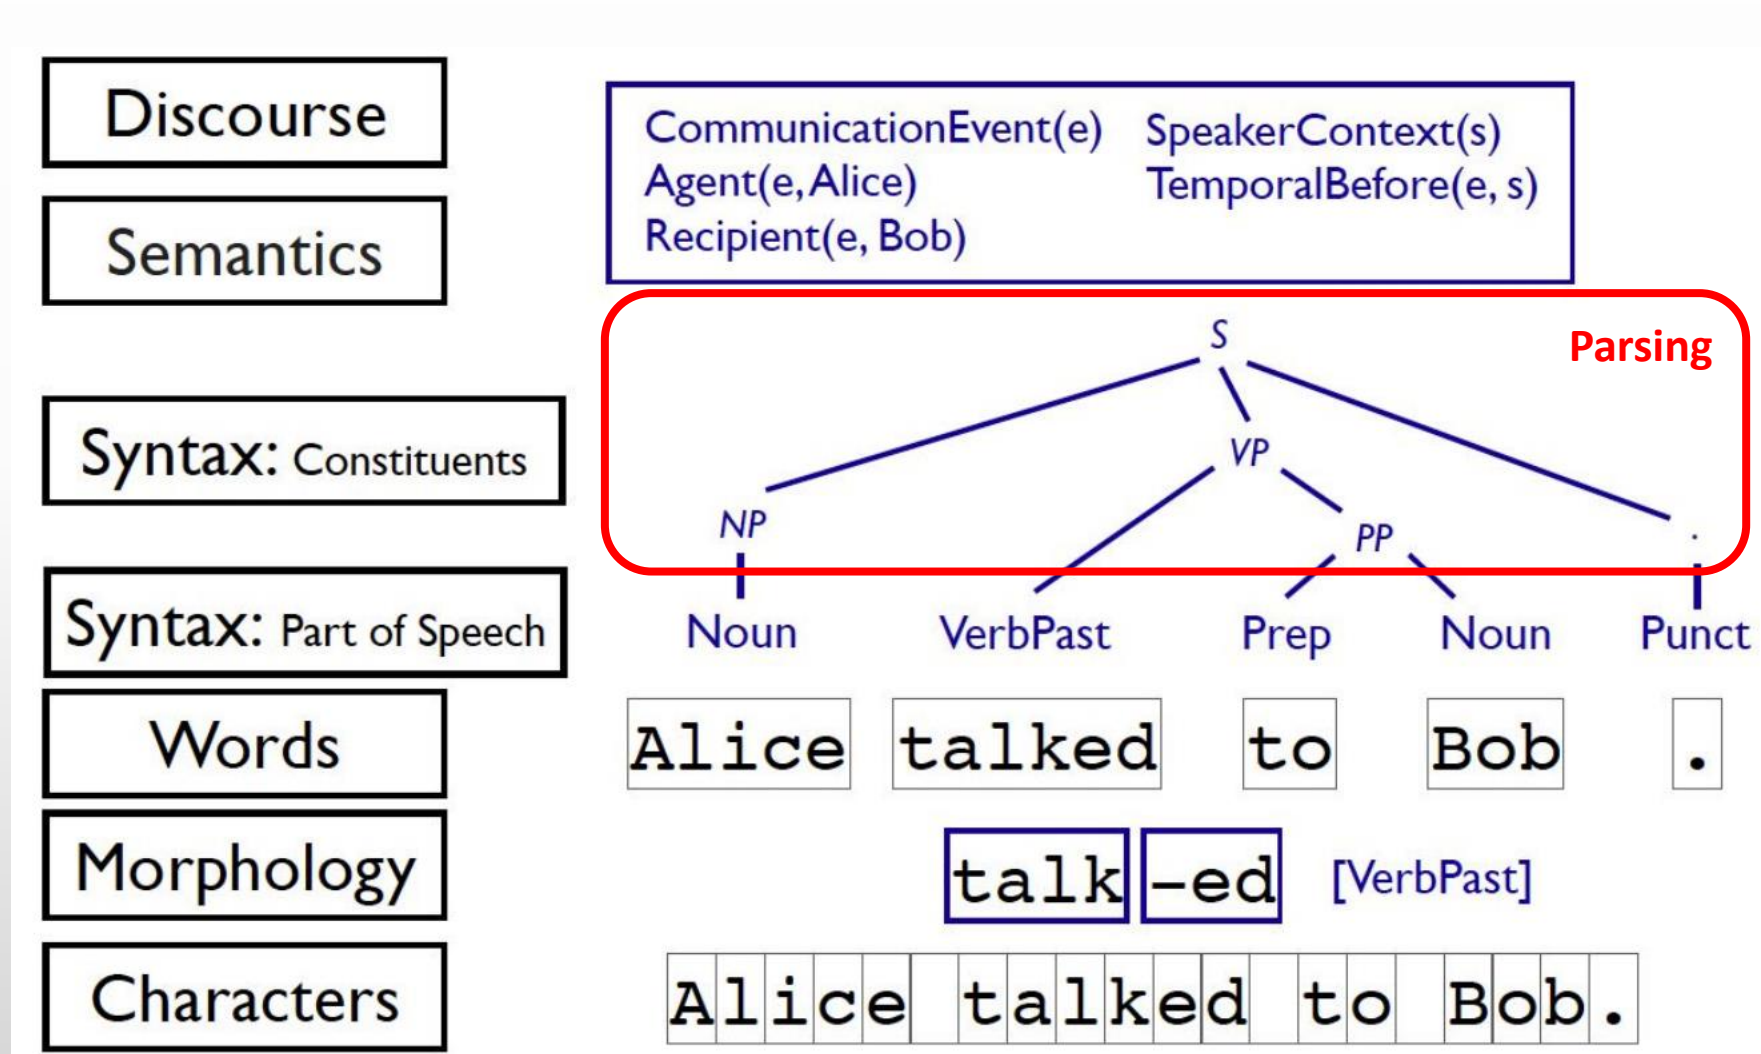 Discourse
CommunicationEvent(e) SpeakerContext(s)
Agent(e, Alice) TemporalBefore(e, s)
Recipient(e, Bob)
Semantics
S
Parsing
VP
Syntax: Constituents
NP
PP
.
Syntax: Part of Speech
Noun VerbPast Prep Noun Punct
Words
Alice talked to Bob .
Morphology
talk -ed [VerbPast]
Characters
Alice talked to Bob.